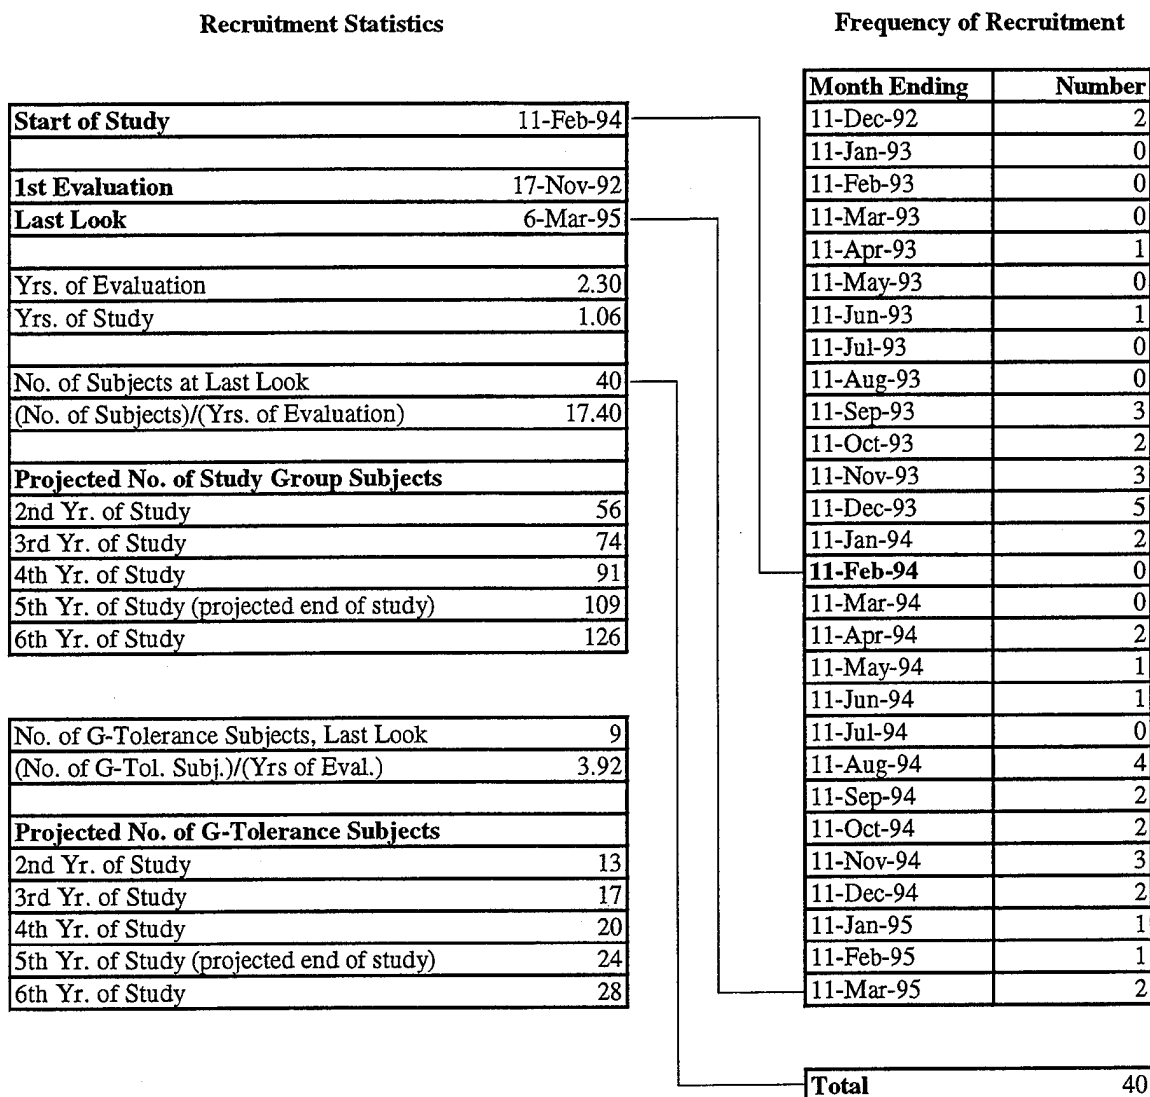 Recruitment Statistics
Start of Study 11-Feb-94
1st Evaluation 17-Nov-92
Last Look 6-Mar-95
Yrs. of Evaluation 2.30
Yrs. of Study 1.06
No. of Subjects at Last Look 40
(No. of Subjects)/(Yrs. of Evaluation) 17.40
Projected No. of Study Group Subjects
2nd Yr. of Study 56
3rd Yr. of Study 74
4th Yr. of Study 91
5th Yr. of Study (projected end of study) 109
6th Yr. of Study 126
No. of G-Tolerance Subjects, Last Look 9
(No. of G-Tol. Subj.)/(Yrs of Eval.) 3.92
Projected No. of G-Tolerance Subjects
2nd Yr. of Study 13
3rd Yr. of Study 17
4th Yr. of Study 20
5th Yr. of Study (projected end of study) 24
6th Yr. of Study 28
Frequency of Recruitment
Month Ending Number
11-Dec-92 2
11-Jan-93 0
11-Feb-93 0
11-Mar-93 0
11-Apr-93 1
11-May-93 0
11-Jun-93 1
11-Jul-93 0
11-Aug-93 0
11-Sep-93 3
11-Oct-93 2
11-Nov-93 3
11-Dec-93 5
11-Jan-94 2
11-Feb-94 0
11-Mar-94 0
11-Apr-94 2
11-May-94 1
11-Jun-94 1
11-Jul-94 0
11-Aug-94 4
11-Sep-94 2
11-Oct-94 2
11-Nov-94 3
11-Dec-94 2
11-Jan-95 1
11-Feb-95 1
11-Mar-95 2
Total 40